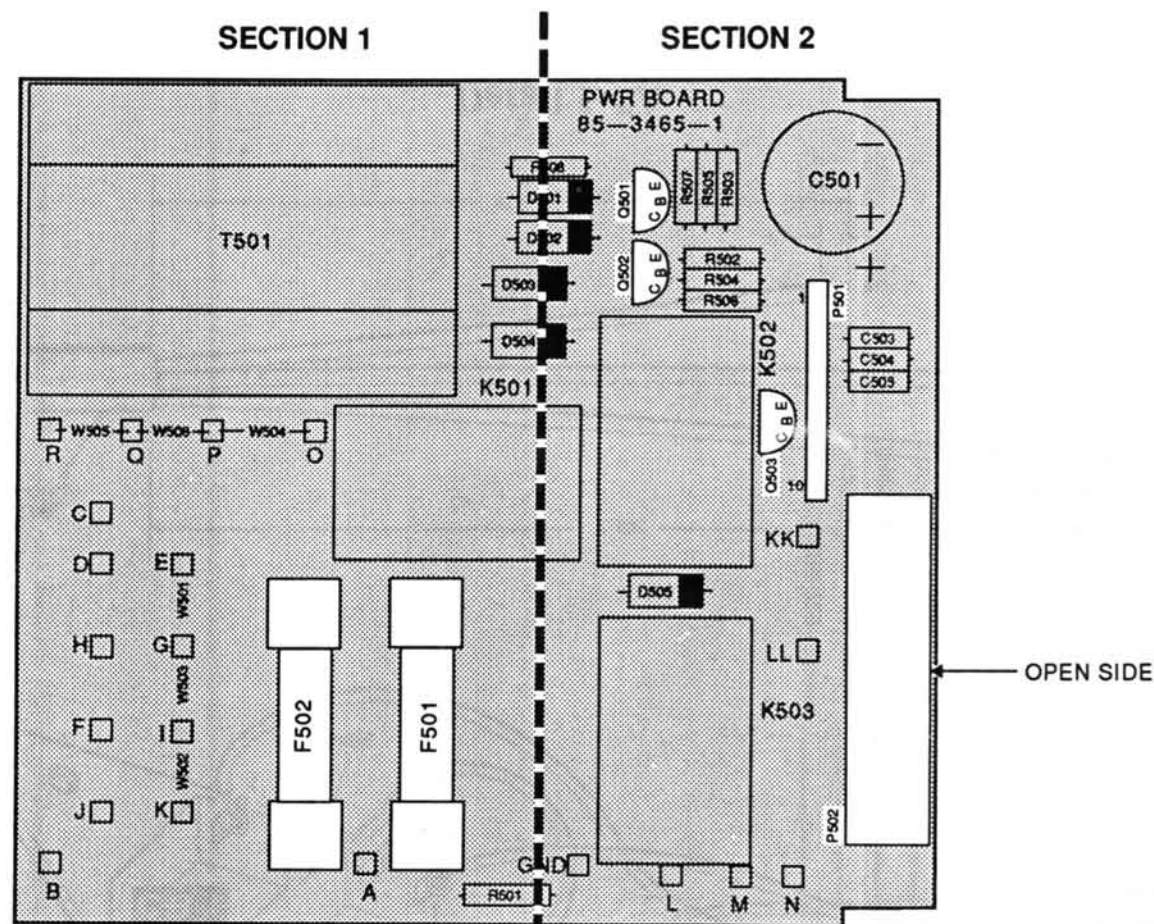 SECTION 1
SECTION 2
PWR BOARD
85—3465—1
R508
D501
D502
D503
D504
T501
K501
Q501
E
B
C
Q502
E
B
C
R507
R505
R503
R502
R504
R506
C501
K502
P501
1
10
C503
C504
C505
Q503
E
B
C
R
W505
Q
W506
P
W504
O
C
D
E
W501
H
G
W503
F
I
W502
J
K
B
A
F502
F501
KK
D505
LL
OPEN SIDE
K503
P502
GND
R501
L
M
N